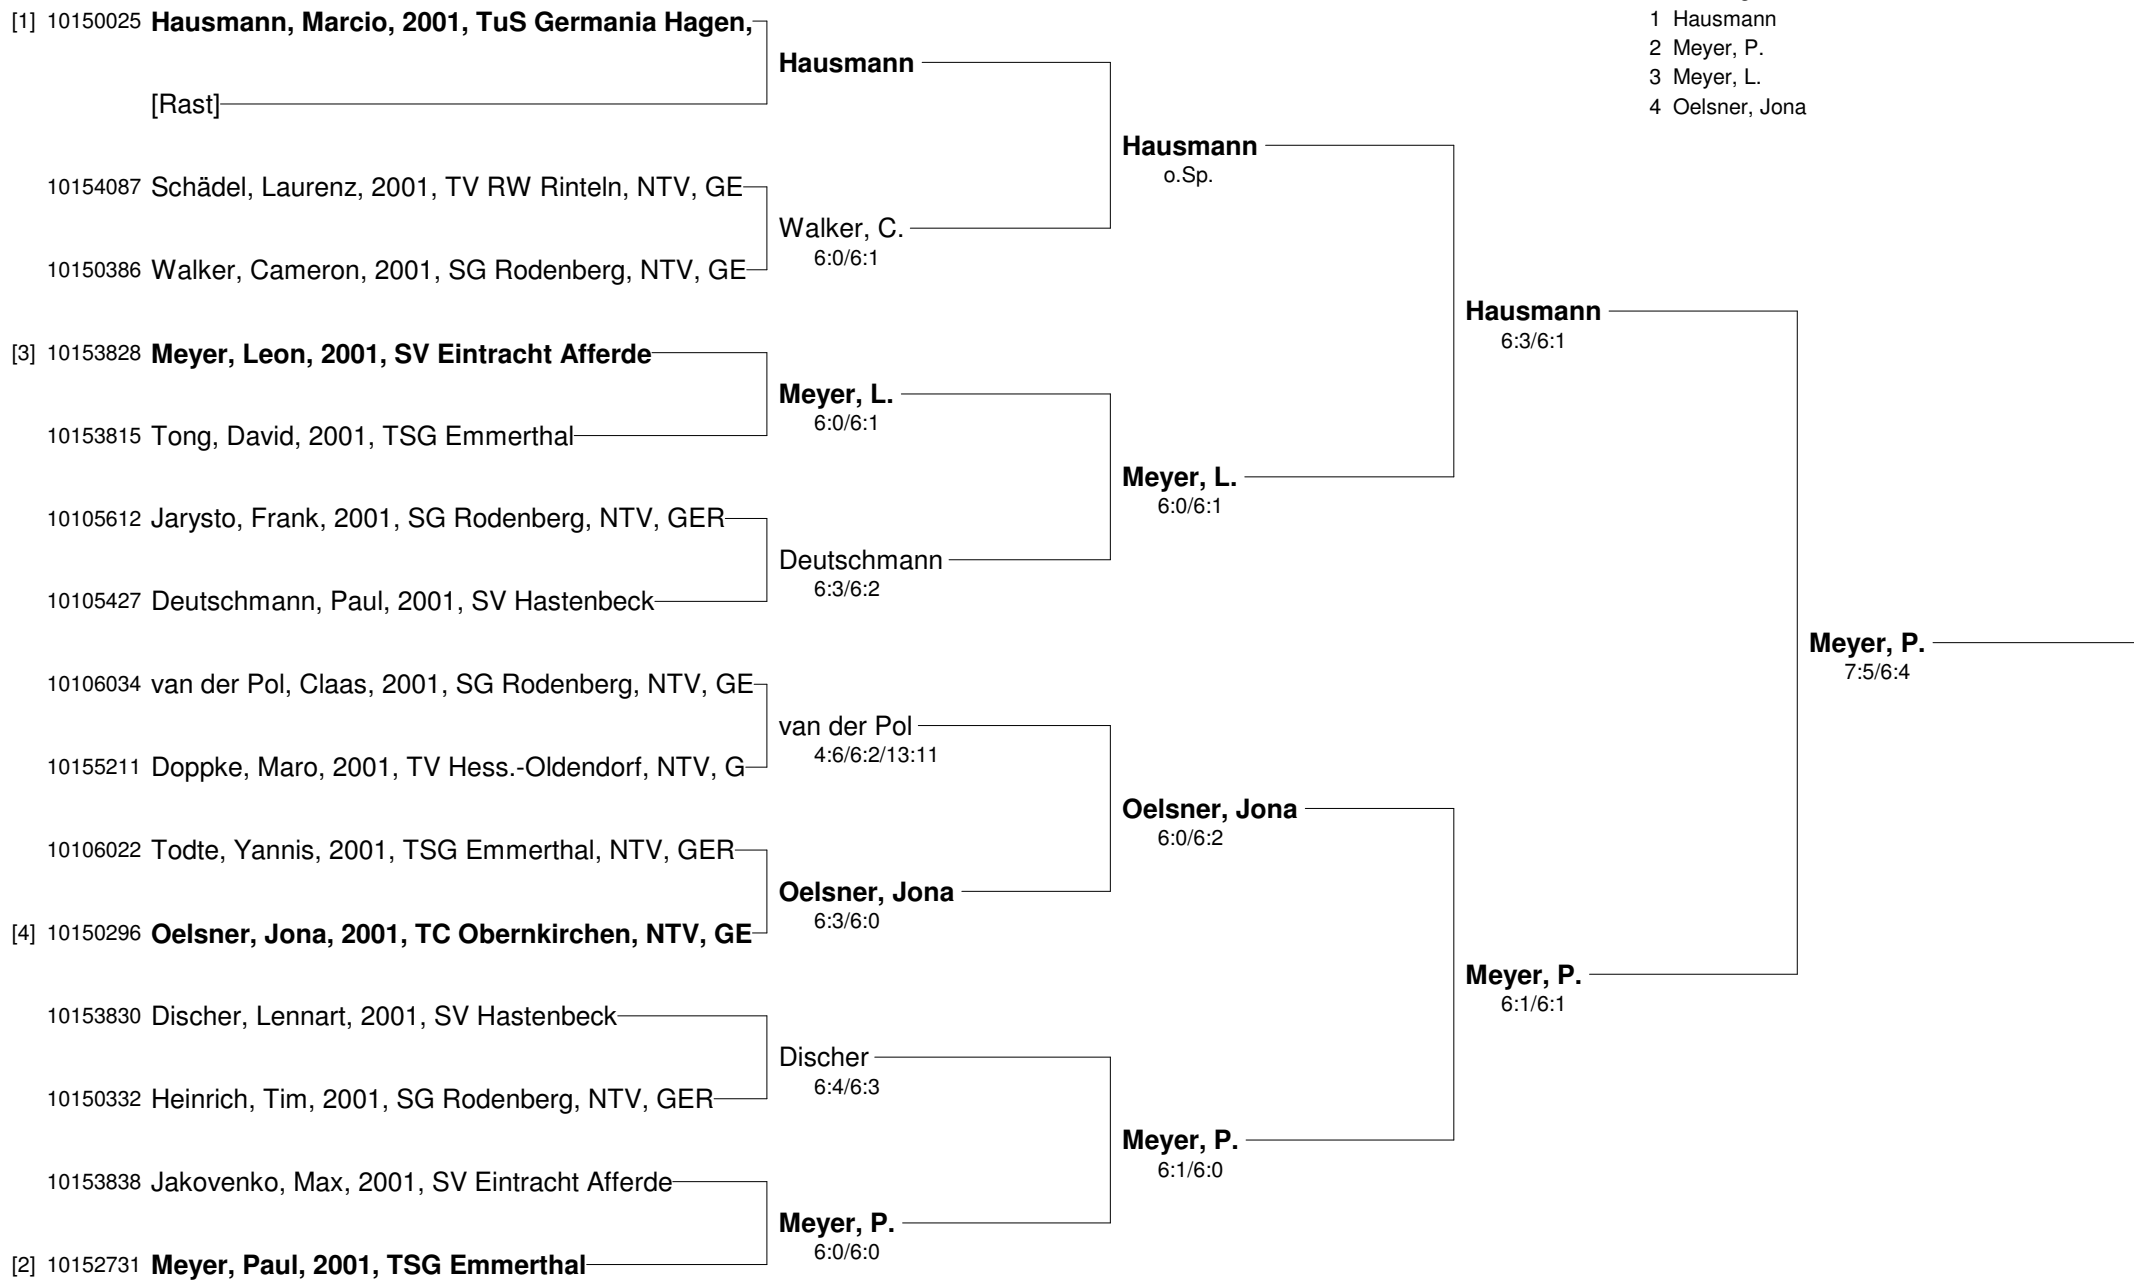 [1] 10150025 Hausmann, Marcio, 2001, TuS Germania Hagen,
[Rast]
10154087 Schädel, Laurenz, 2001, TV RW Rinteln, NTV, GE
10150386 Walker, Cameron, 2001, SG Rodenberg, NTV, GE
[3] 10153828 Meyer, Leon, 2001, SV Eintracht Afferde
10153815 Tong, David, 2001, TSG Emmerthal
10105612 Jarysto, Frank, 2001, SG Rodenberg, NTV, GER
10105427 Deutschmann, Paul, 2001, SV Hastenbeck
10106034 van der Pol, Claas, 2001, SG Rodenberg, NTV, GE
10155211 Doppke, Maro, 2001, TV Hess.-Oldendorf, NTV, G
10106022 Todte, Yannis, 2001, TSG Emmerthal, NTV, GER
[4] 10150296 Oelsner, Jona, 2001, TC Obernkirchen, NTV, GE
10153830 Discher, Lennart, 2001, SV Hastenbeck
10150332 Heinrich, Tim, 2001, SG Rodenberg, NTV, GER
10153838 Jakovenko, Max, 2001, SV Eintracht Afferde
[2] 10152731 Meyer, Paul, 2001, TSG Emmerthal
Hausmann
Walker, C.
6:0/6:1
Meyer, L.
6:0/6:1
Deutschmann
6:3/6:2
van der Pol
4:6/6:2/13:11
Oelsner, Jona
6:3/6:0
Discher
6:4/6:3
Meyer, P.
6:0/6:0
Hausmann
o.Sp.
Meyer, L.
6:0/6:1
Oelsner, Jona
6:0/6:2
Meyer, P.
6:1/6:0
Hausmann
6:3/6:1
Meyer, P.
6:1/6:1
Meyer, P.
7:5/6:4
1 Hausmann
2 Meyer, P.
3 Meyer, L.
4 Oelsner, Jona